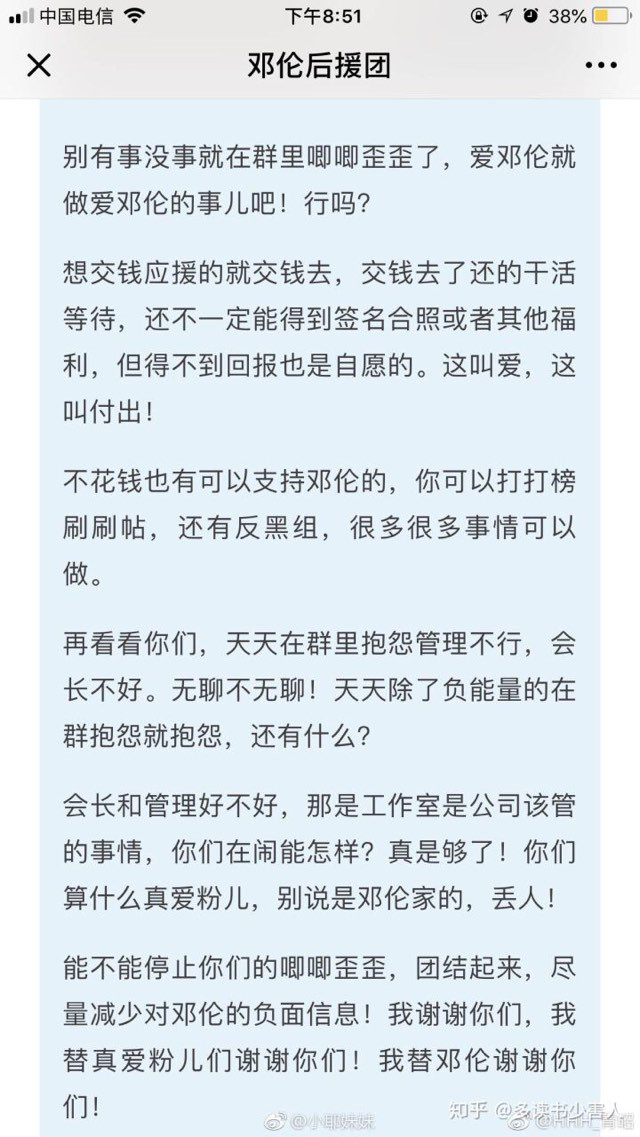 中国电信 下午8:51 38%
邓伦后援团
别有事没事就在群里唧唧歪歪了，爱邓伦就
做爱邓伦的事儿吧！行吗？
想交钱应援的就交钱去，交钱去了还的干活
等待，还不一定能得到签名合照或者其他福
利，但得不到回报也是自愿的。这叫爱，这
叫付出！
不花钱也有可以支持邓伦的，你可以打打榜
刷刷帖，还有反黑组，很多很多事情可以
做。
再看看你们，天天在群里抱怨管理不行，会
长不好。无聊不无聊！天天除了负能量的在
群抱怨就抱怨，还有什么？
会长和管理好不好，那是工作室是公司该管
的事情，你们在闹能怎样？真是够了！你们
算什么真爱粉儿，别说是邓伦家的，丢人！
能不能停止你们的唧唧歪歪，团结起来，尽
量减少对邓伦的负面信息！我谢谢你们，我
替真爱粉儿们谢谢你们！我替邓伦谢谢你
们！
@小耶妹妹
知乎 @多读书少害人